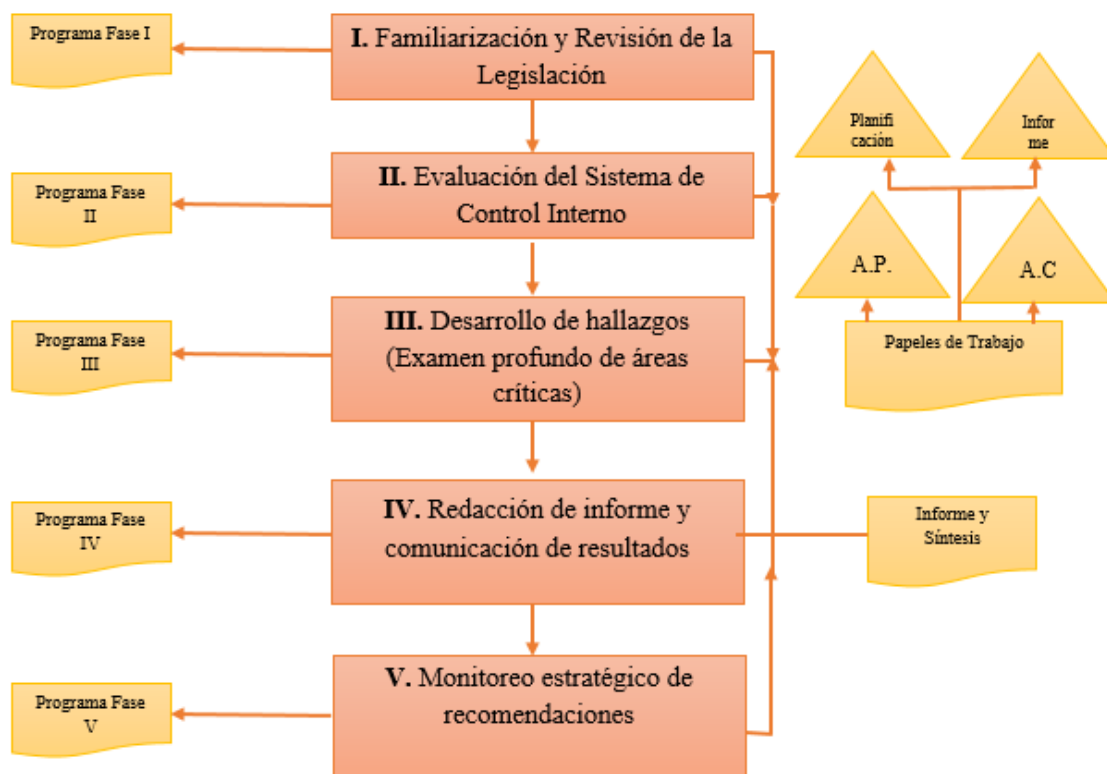 Programa Fase I
I. Familiarización y Revisión de la
Legislación
Planifi
cación
Infor
me
Programa Fase
II
II. Evaluación del Sistema de
Control Interno
A.P.
A.C
Programa Fase
III
III. Desarrollo de hallazgos
(Examen profundo de áreas
críticas)
Papeles de Trabajo
Programa Fase
IV
IV. Redacción de informe y
comunicación de resultados
Informe y
Síntesis
Programa Fase
V
V. Monitoreo estratégico de
recomendaciones